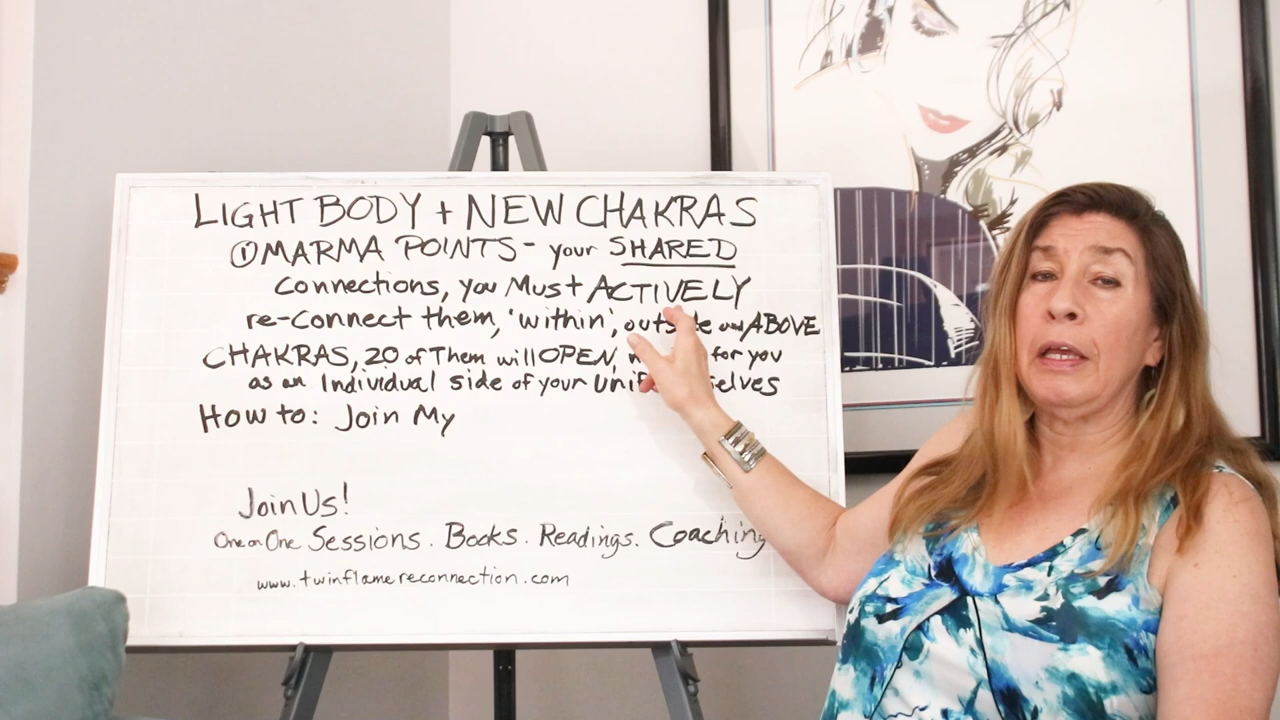 LIGHT BODY + NEW CHAKRAS
① MARMA POINTS - your SHARED
Connections, you Must ACTIVELY
re-connect them, 'within', and ABOVE
CHAKRAS, 20 of Them will OPEN, for you
as an Individual side of your
How to: Join My
Join Us!
One on One Sessions. Books. Readings. Coaching
www.twinflamereconnection.com